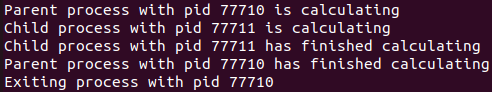 Parent process with pid 77710 is calculating
Child process with pid 77711 is calculating
Child process with pid 77711 has finished calculating
Parent process with pid 77710 has finished calculating
Exiting process with pid 77710